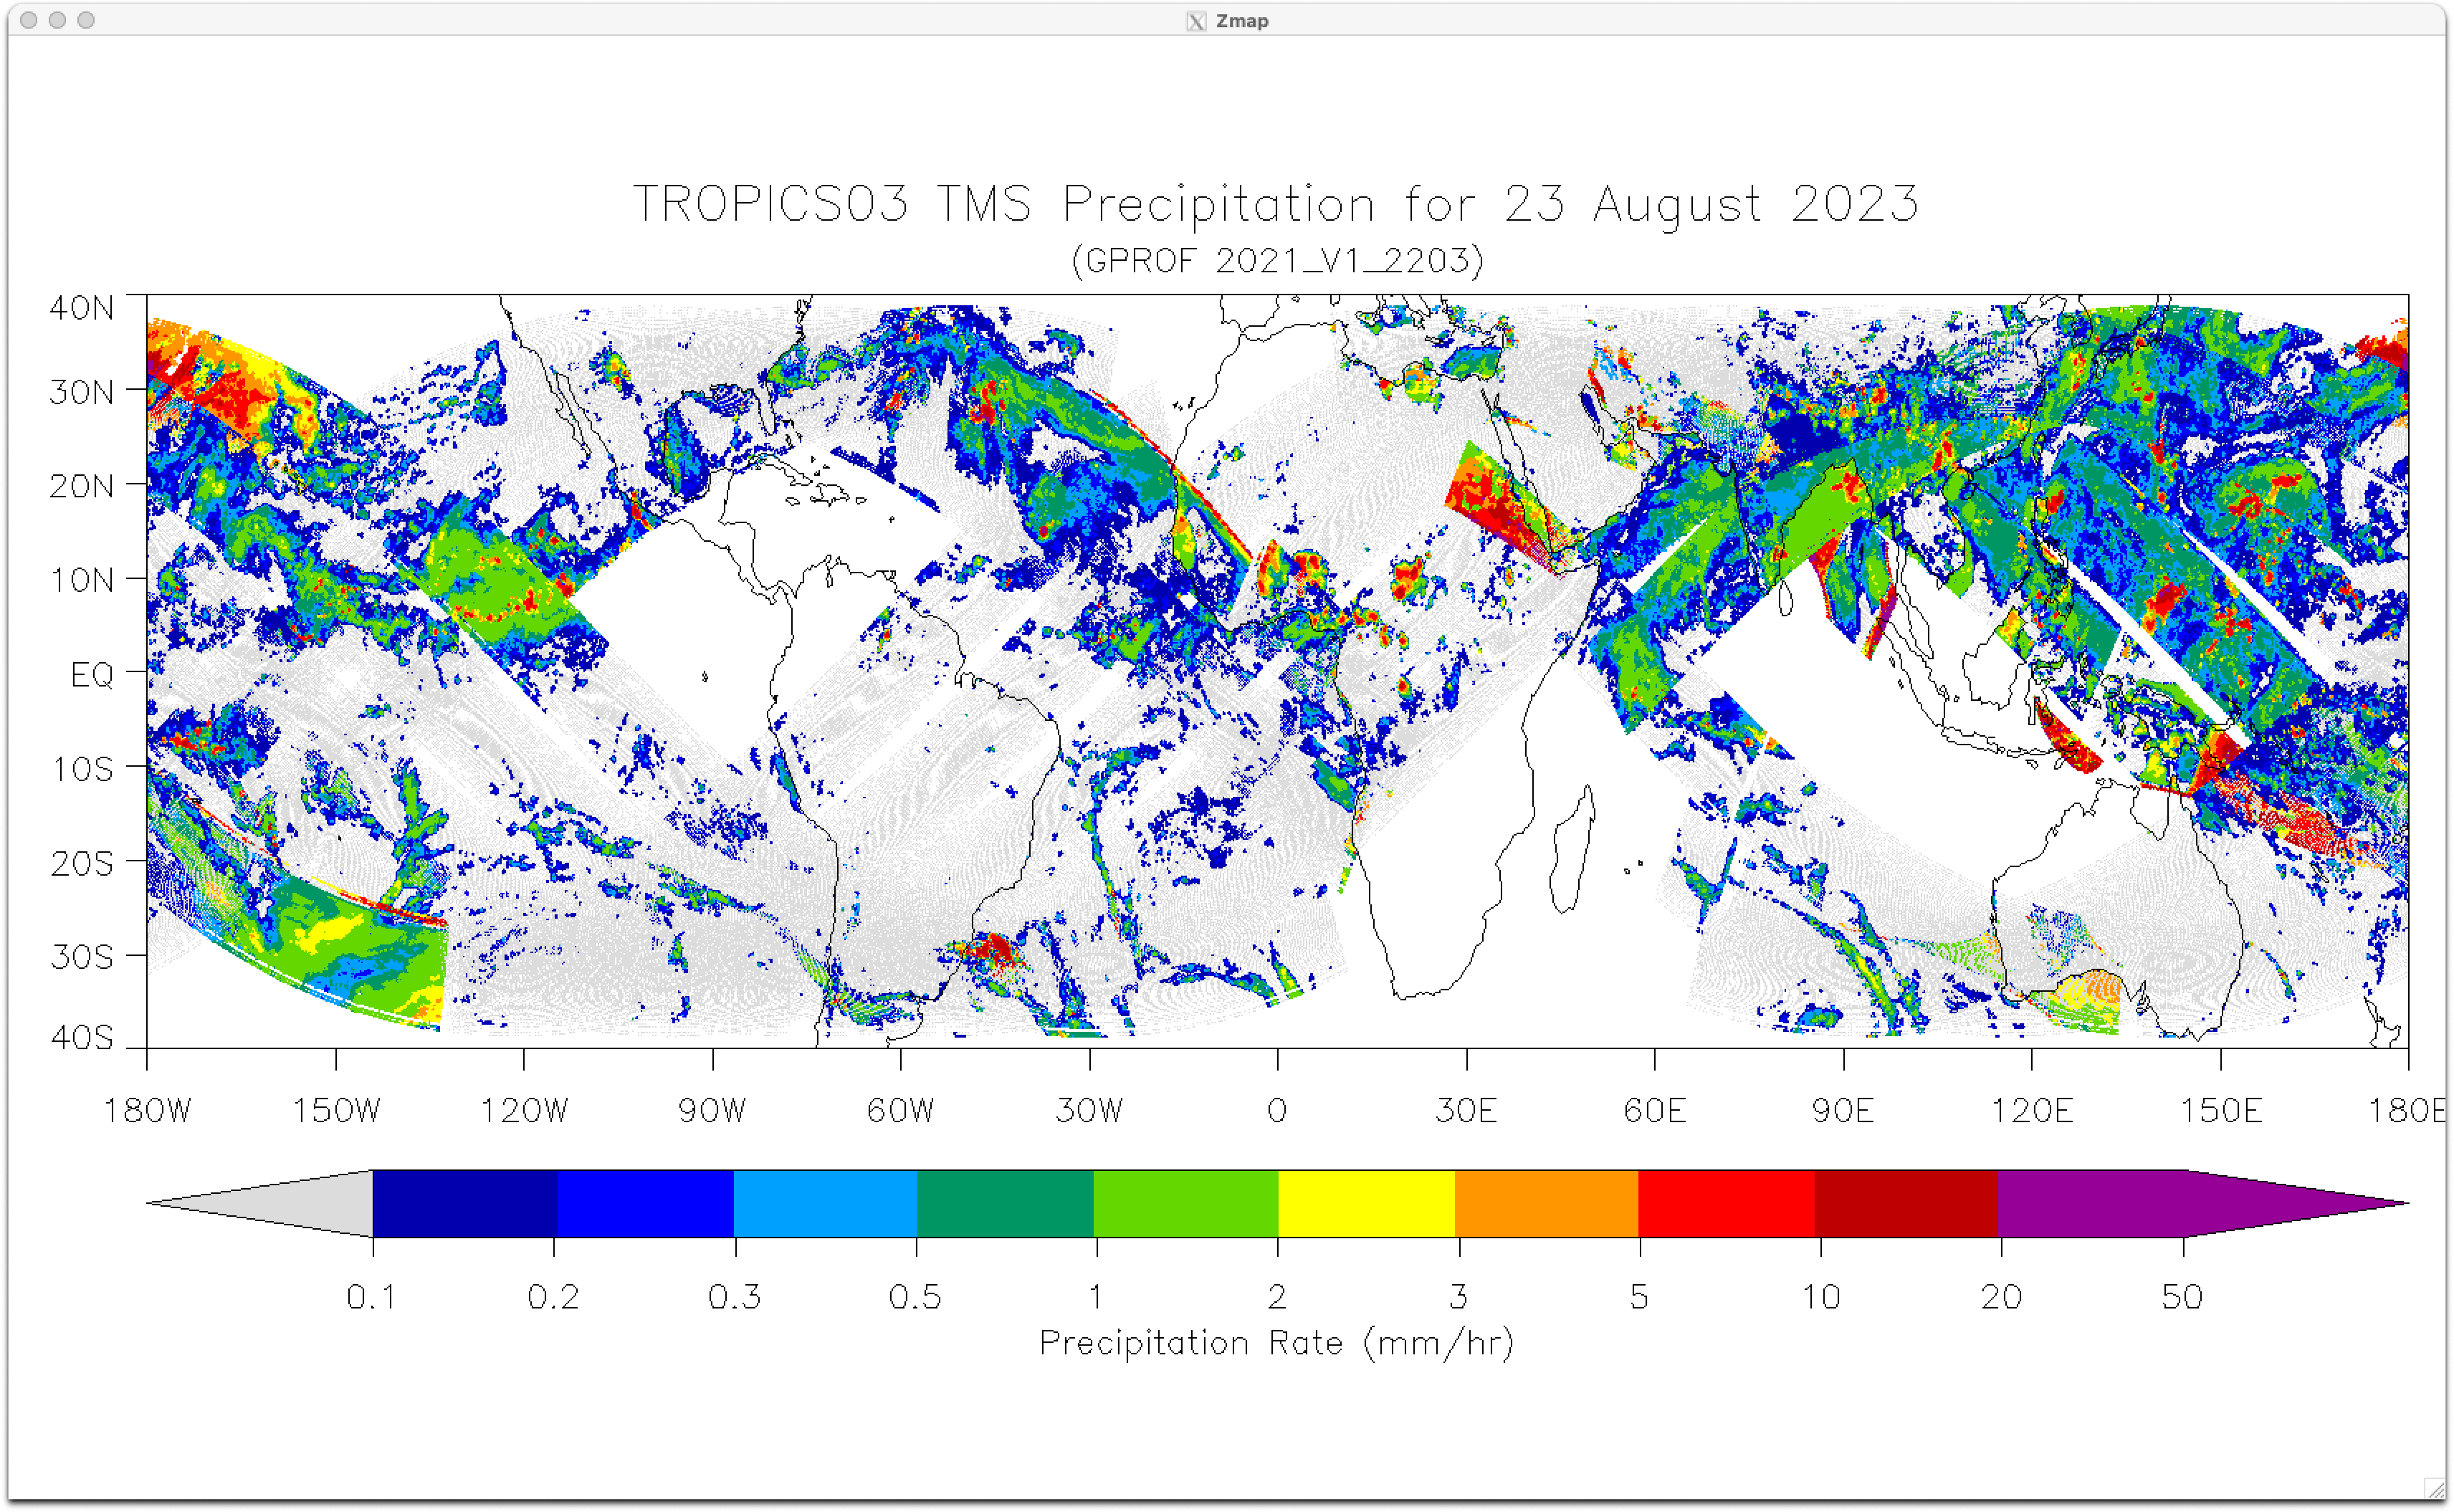 Zmap
TROPICS03 TMS Precipitation for 23 August 2023
(GPROF 2021_V1_2203)
40N
30N
20N
10N
EQ
10S
20S
30S
40S
180W 150W 120W 90W 60W 30W 0 30E 60E 90E 120E 150E 180E
0.1 0.2 0.3 0.5 1 2 3 5 10 20 50
Precipitation Rate (mm/hr)